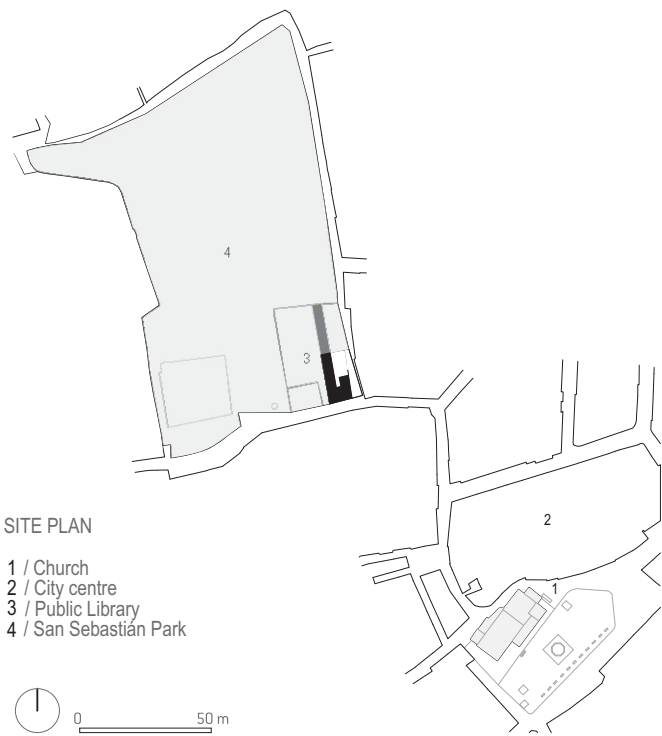 4
3
2
1
SITE PLAN
1 / Church
2 / City centre
3 / Public Library
4 / San Sebastián Park
0 50 m